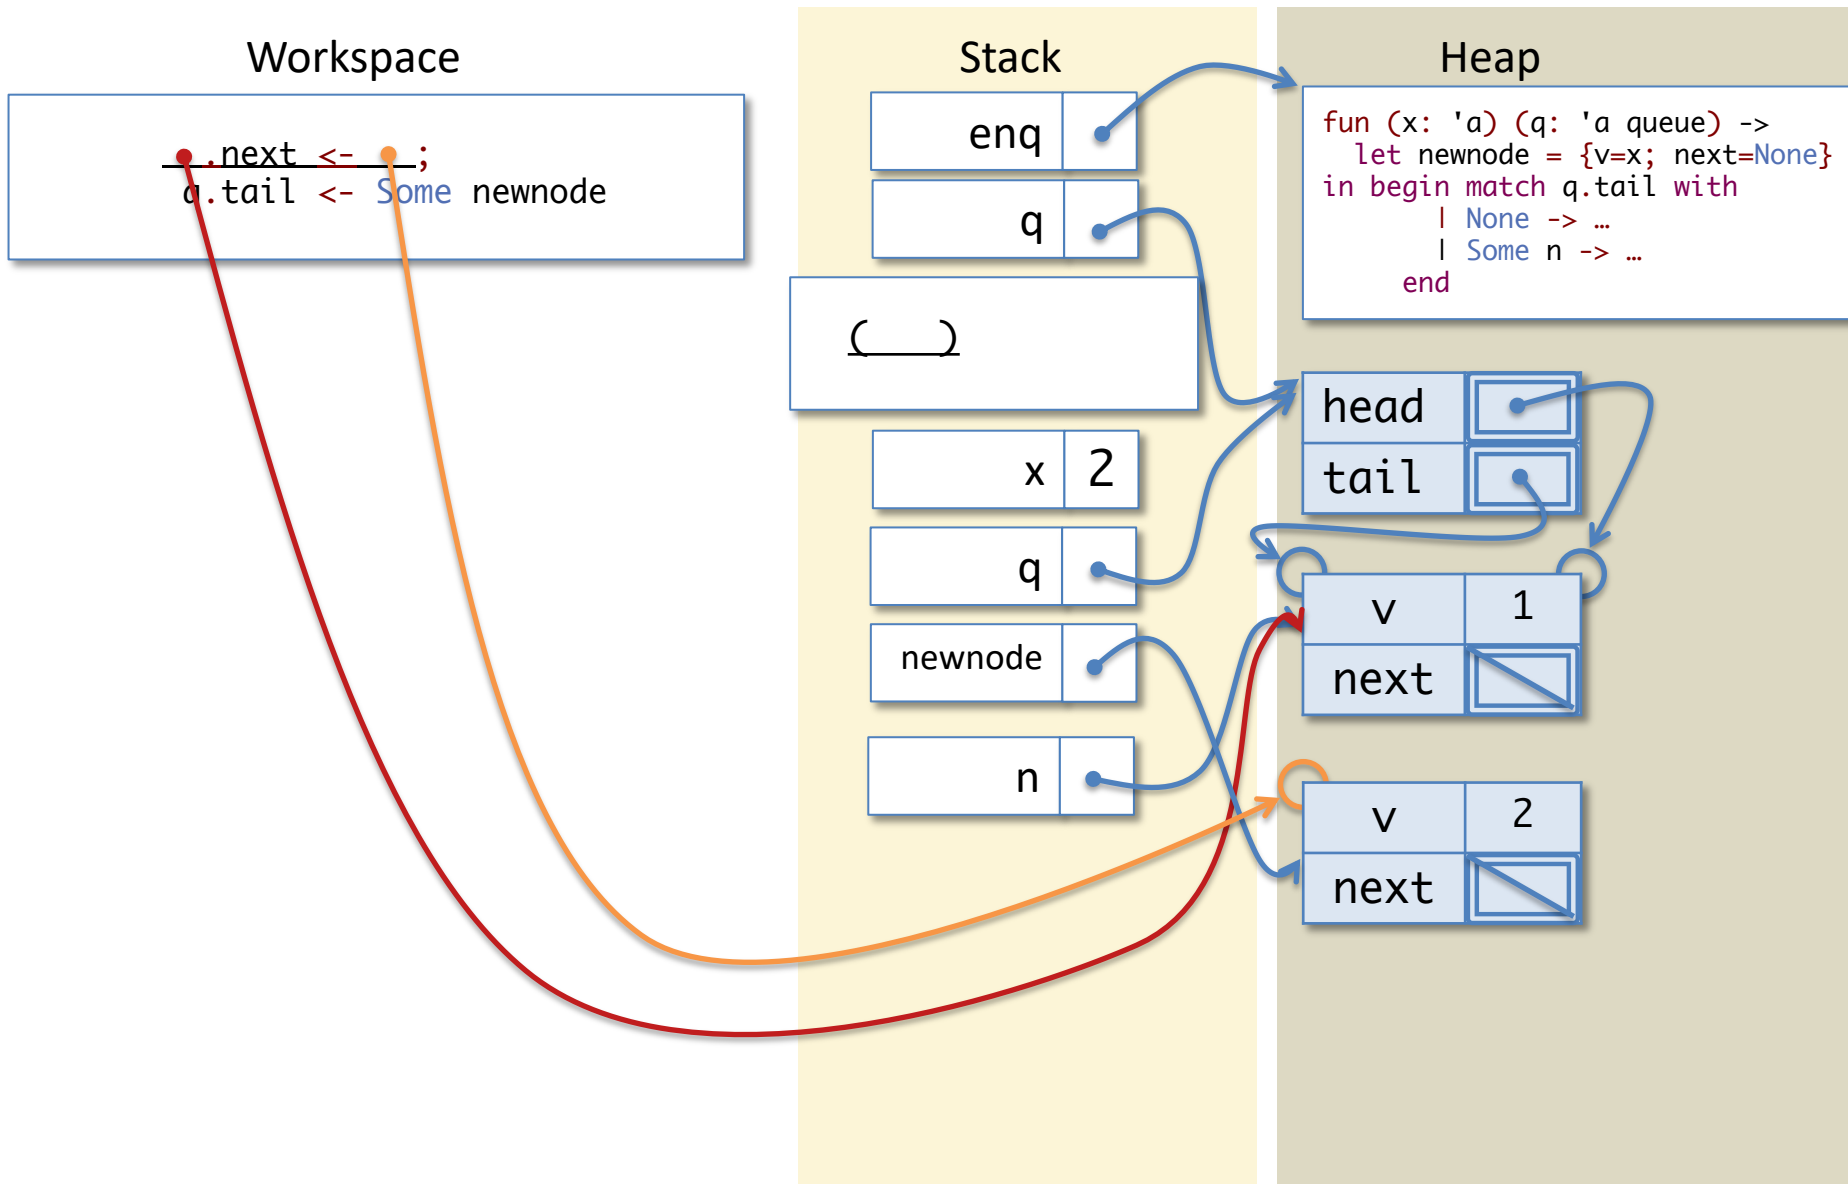 Workspace
.next <- ;
q.tail <- Some newnode
Stack
enq
q
(  )
x 2
q
newnode
n
Heap
fun (x: 'a) (q: 'a queue) ->
let newnode = {v=x; next=None}
in begin match q.tail with
| None -> …
| Some n -> …
end
head
tail
v 1
next
v 2
next